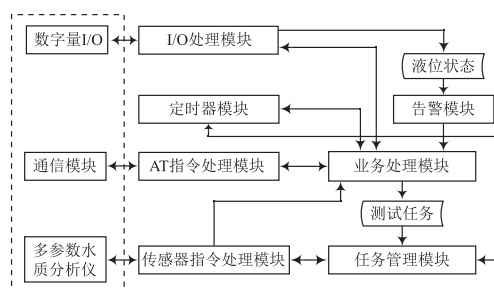 数字量I/O
I/O处理模块
液位状态
定时器模块
告警模块
通信模块
AT指令处理模块
业务处理模块
测试任务
多参数水
质分析仪
传感器指令处理模块
任务管理模块